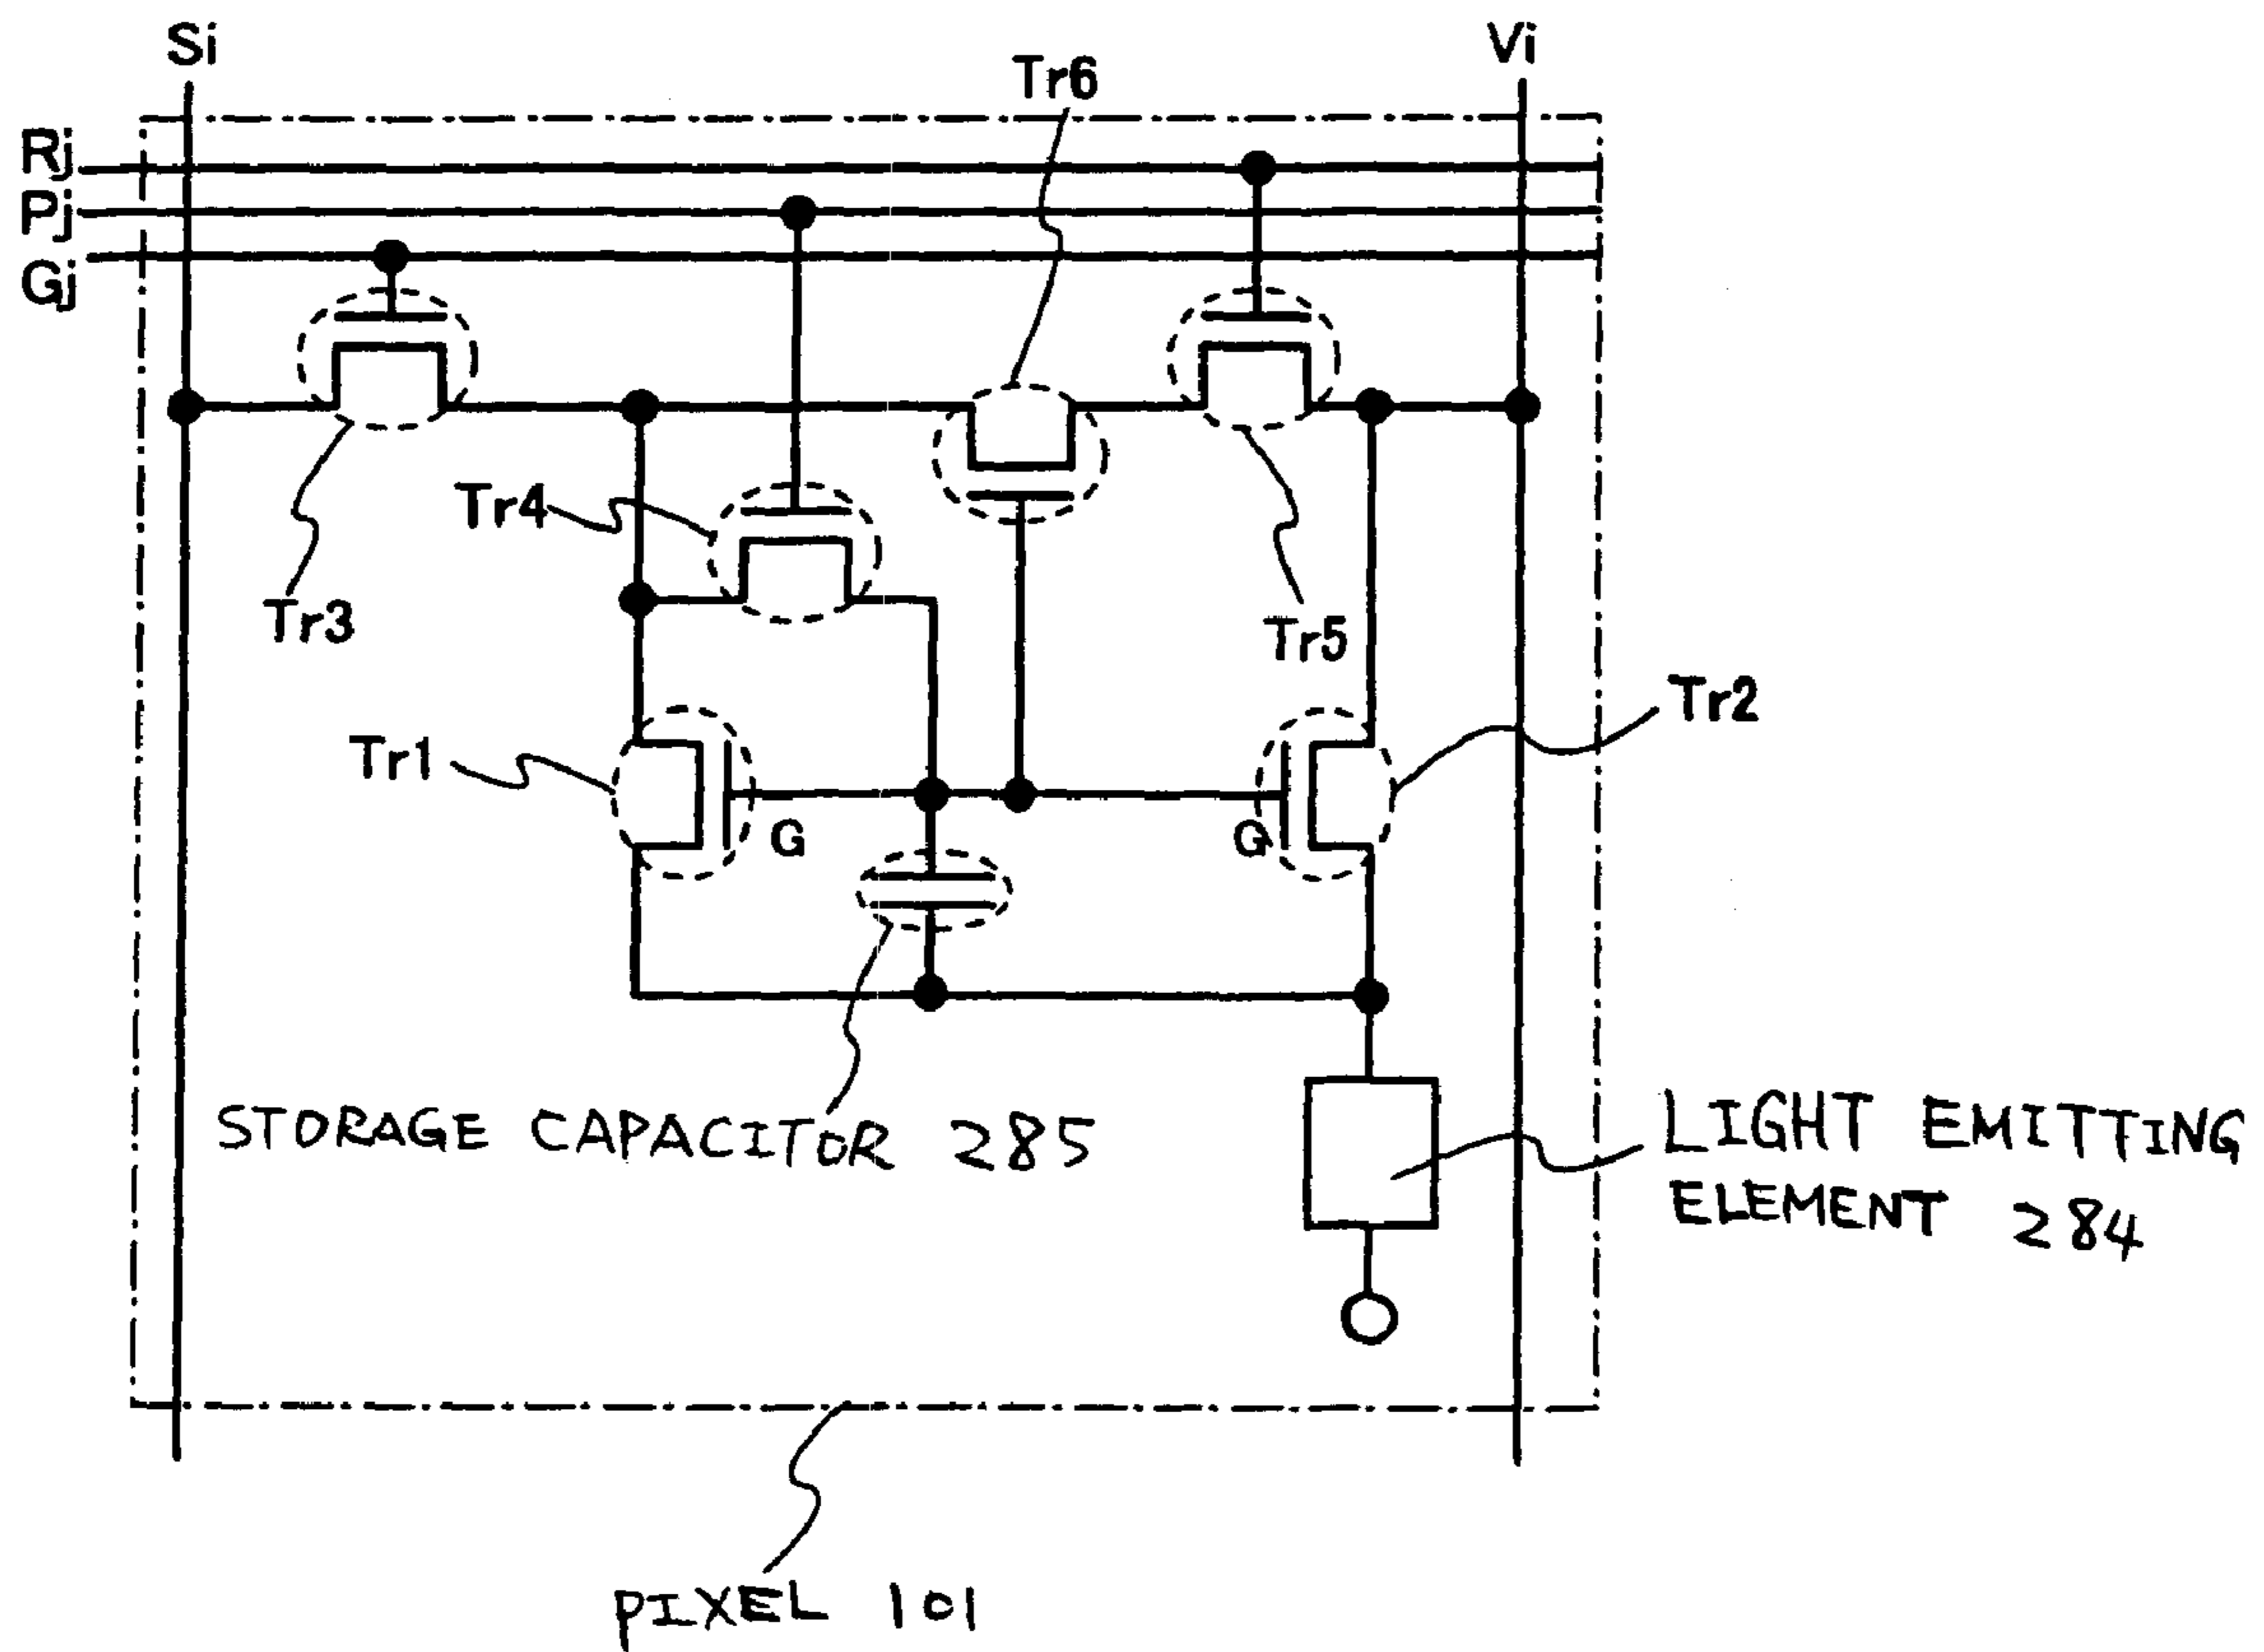 Si
Vi
Tr6
Rj
Pj
Gj
Tr4
Tr3
Tr5
Tr2
Tr1
G
G
STORAGE CAPACITOR 285
LIGHT EMITTING
ELEMENT 284
PIXEL 101